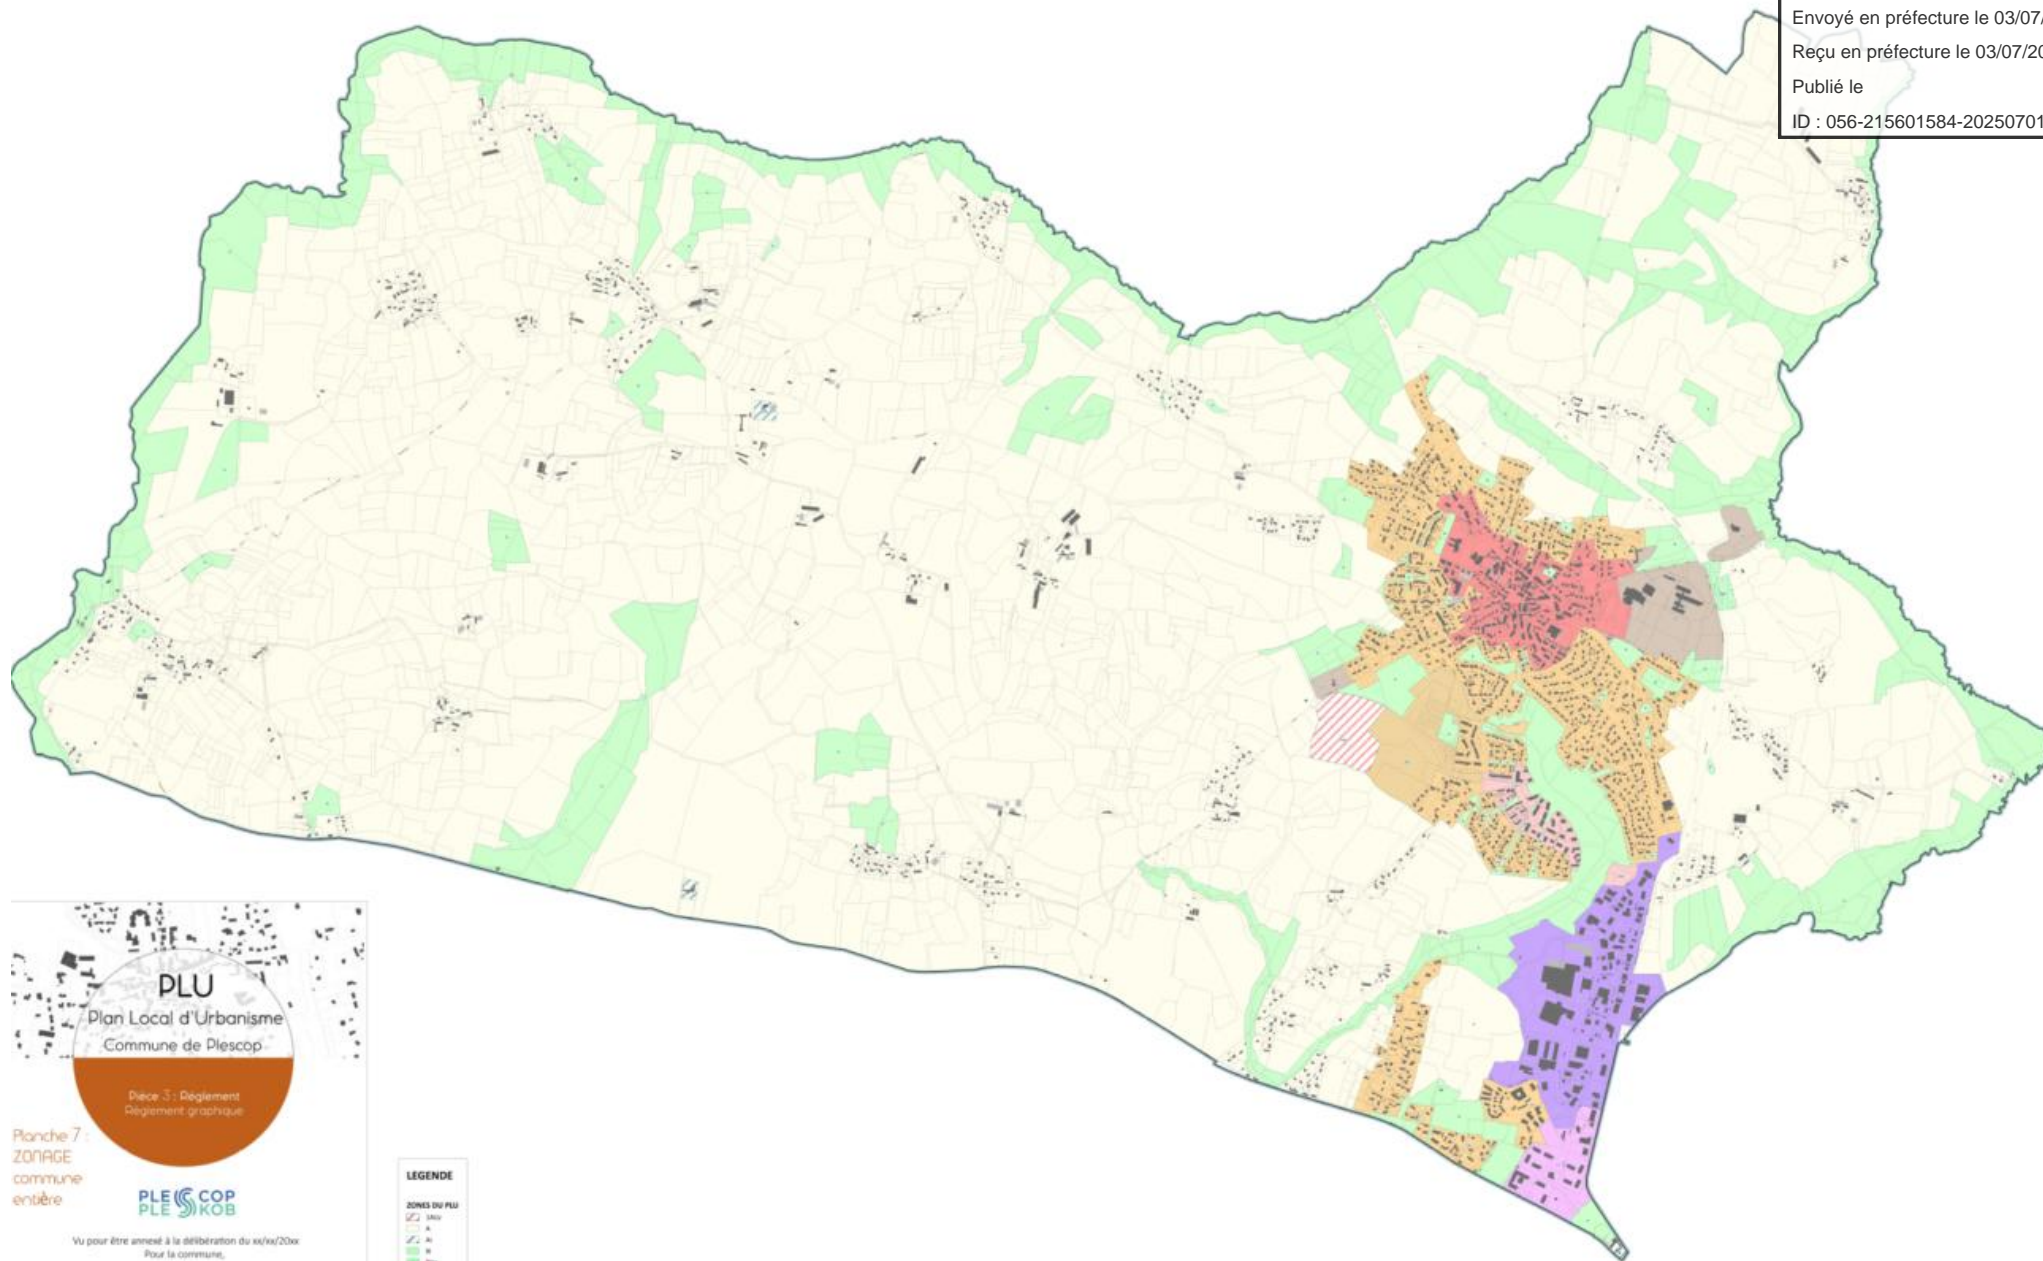 Envoyé en préfecture le 03/07/
Reçu en préfecture le 03/07/20
Publié le
ID : 056-215601584-20250701
PLU
Plan Local d'Urbanisme
Commune de Plescop
Pièce 3 : Réglement
Réglement graphique
Planche 7 :
ZONAGE
commune
entière
PLESCOP
PLESKOB
Vu pour être annexé à la délibération du xx/xx/20xx
Pour la commune,
LEGENDE
ZONES DU PLU
A
N